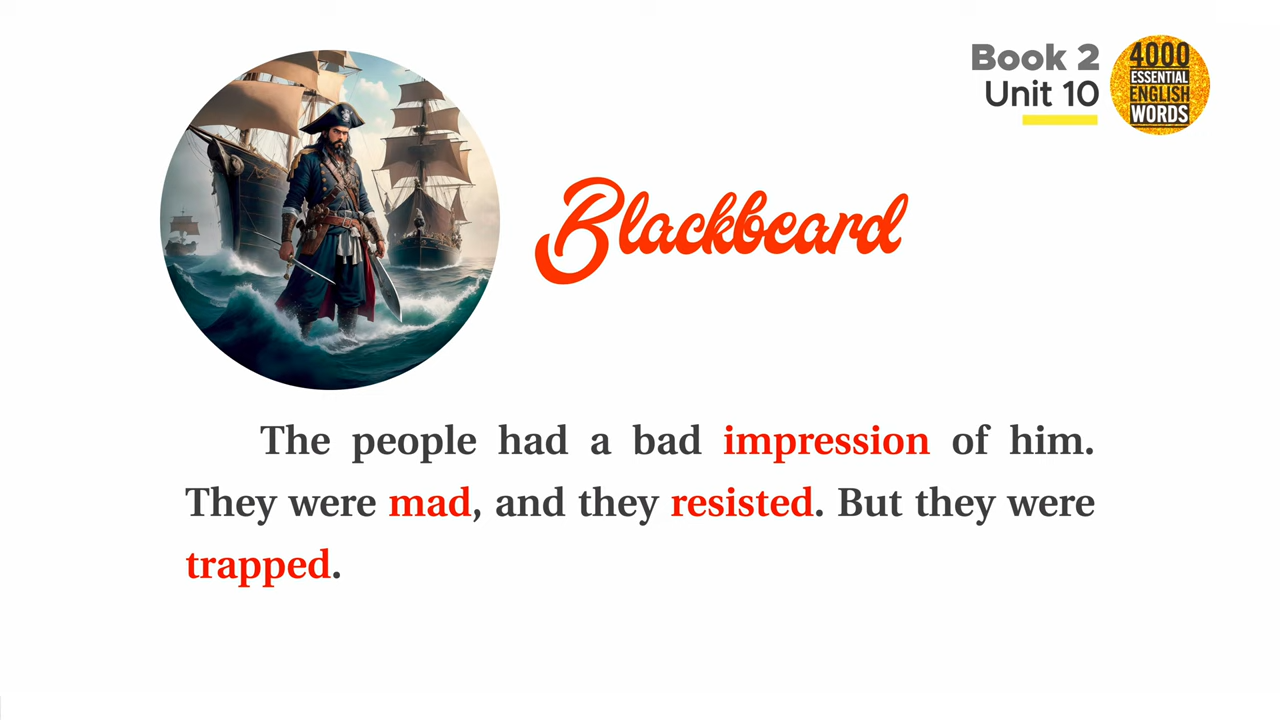 Book 2
Unit 10
4000
ESSENTIAL
ENGLISH
WORDS
Blackbeard
The people had a bad impression of him.
They were mad, and they resisted. But they were
trapped.